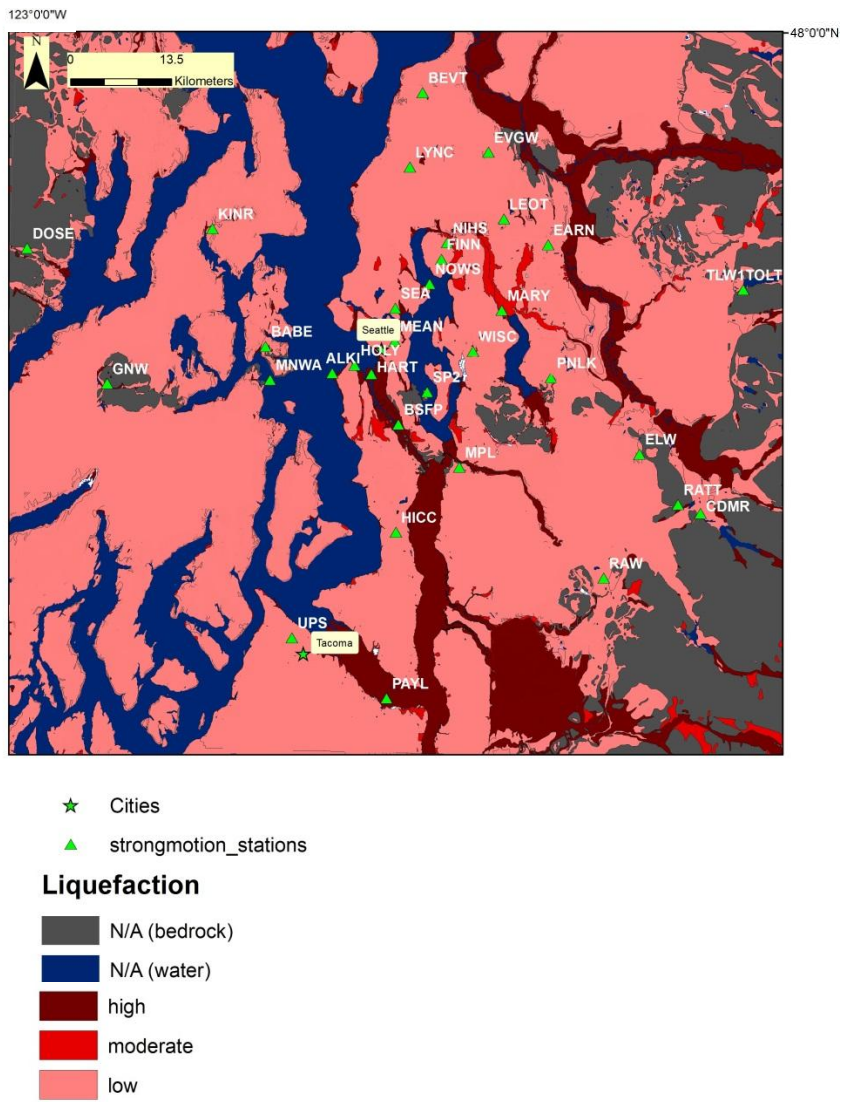 123°0'0"W
48°0'0"N
N
0 13.5
Kilometers
BEVT
EVGW
LYNC
LEOT
KINR
NIHS
EARN
DOSE
FINN
NOWS
TLW1TOLT
SEA
MARY
Seattle
MEAN
BABE
HOLY
WISC
MNWA
ALKI
HART
PNLK
GNW
SP2
BSFP
ELW
MPL
RATT
CDMR
HICC
RAW
UPS
Tacoma
PAYL
Cities
strongmotion_stations
Liquefaction
N/A (bedrock)
N/A (water)
high
moderate
low